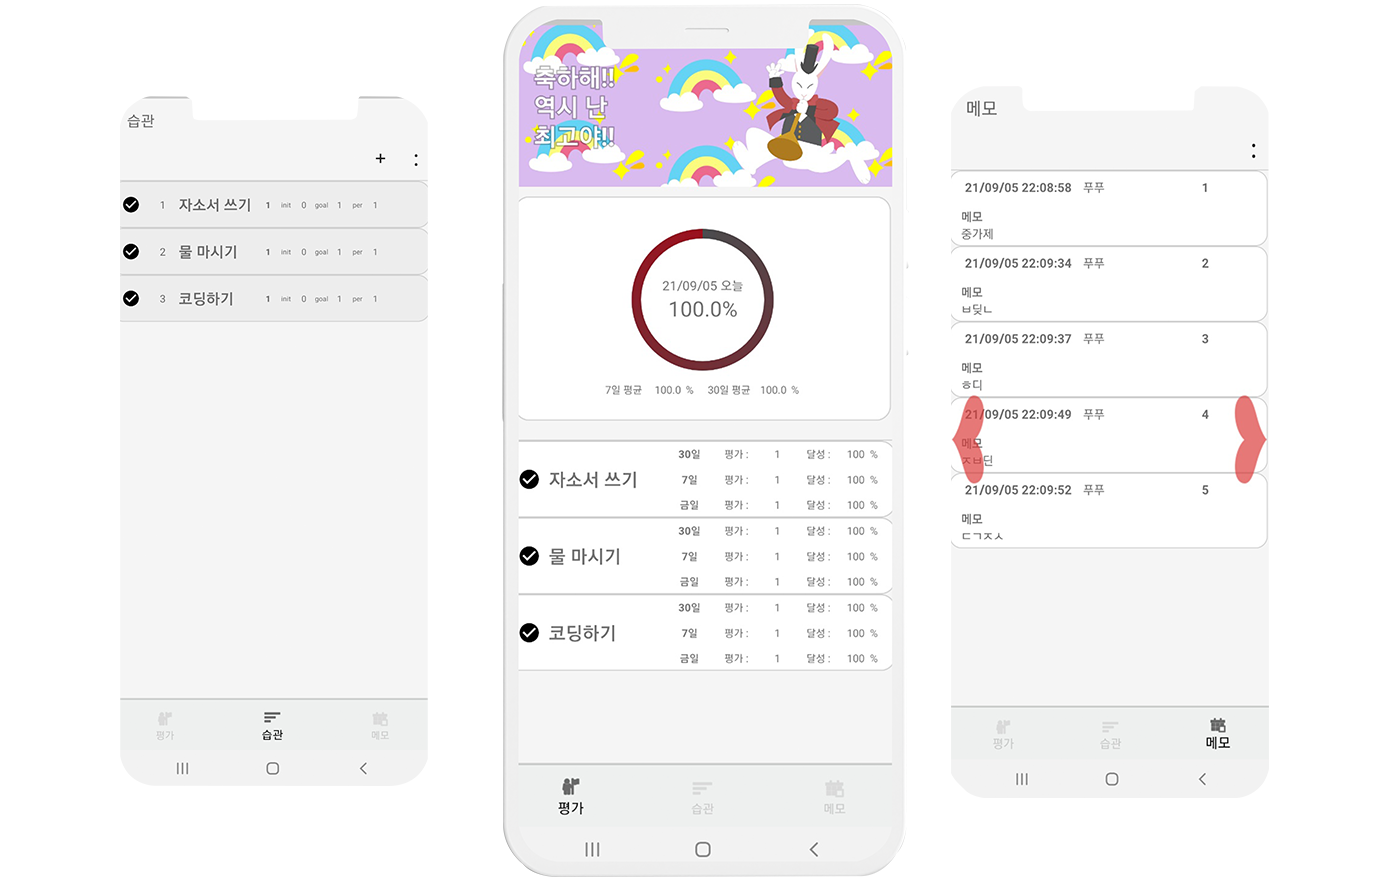 습관
+
1 자소서 쓰기 1 init 0 goal 1 per 1
2 물 마시기 1 init 0 goal 1 per 1
3 코딩하기 1 init 0 goal 1 per 1
평가 습관 메모
축하해!!
역시 난
최고야!!
21/09/05 오늘
100.0%
7일 평균 100.0 % 30일 평균 100.0 %
자소서 쓰기
30일 평가 : 1 달성 : 100 %
7일 평가 : 1 달성 : 100 %
금일 평가 : 1 달성 : 100 %
물 마시기
30일 평가 : 1 달성 : 100 %
7일 평가 : 1 달성 : 100 %
금일 평가 : 1 달성 : 100 %
코딩하기
30일 평가 : 1 달성 : 100 %
7일 평가 : 1 달성 : 100 %
금일 평가 : 1 달성 : 100 %
평가 습관 메모
메모
21/09/05 22:08:58 푸푸 1
메모
중가제
21/09/05 22:09:34 푸푸 2
메모
ㅂ딪ㄴ
21/09/05 22:09:37 푸푸 3
메모
ㅎ디
21/09/05 22:09:49 푸푸 4
메모
ㅈㅂ딘
21/09/05 22:09:52 푸푸 5
메모
ㄷㄱㅈㅅ
평가 습관 메모